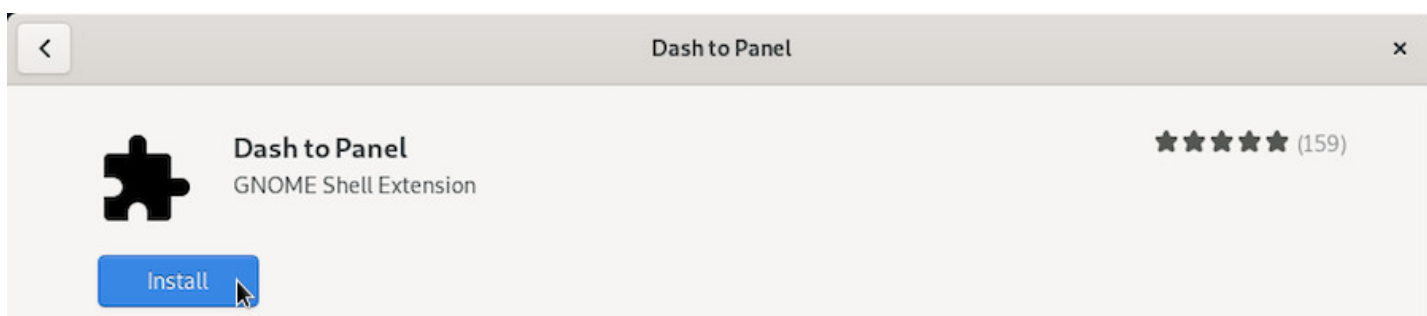 Dash to Panel
Dash to Panel
(159)
GNOME Shell Extension
Install